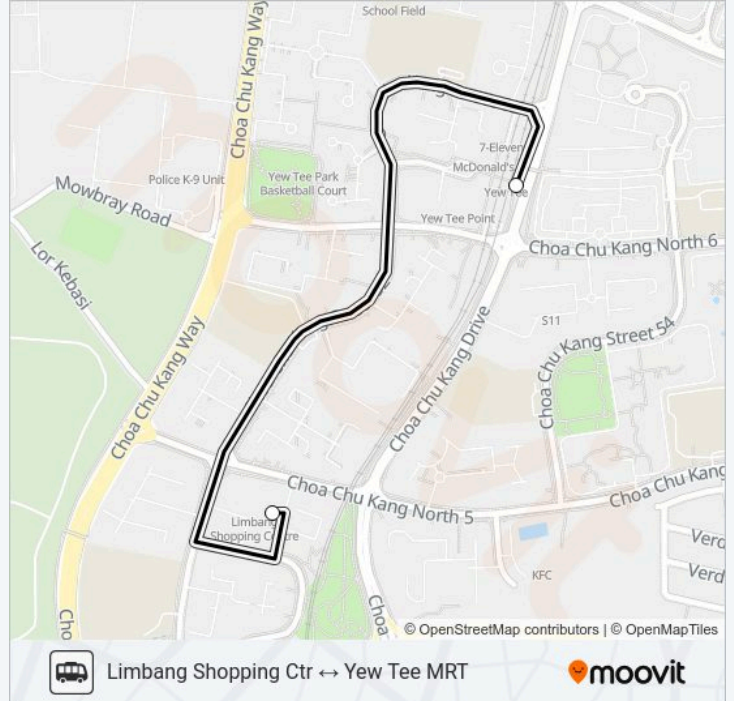 School Field
Choa Chu Kang Way
7-Eleven
McDonald's
Police K-9 Unit
Yew Tee Park
Basketball Court
Mowbray Road
Yew Tee Point
Choa Chu Kang North 6
Lor Kebasi
S11
Choa Chu Kang Street 54
Choa Chu Kang Drive
Choa Chu Kang Way
Choa Chu Kang
Choa Chu Kang North 5
Limbang
Shopping
Verd
KFC
Verd
Cho
Choa
© OpenStreetMap contributors | © OpenMapTiles
Limbang Shopping Ctr ↔ Yew Tee MRT
moovit